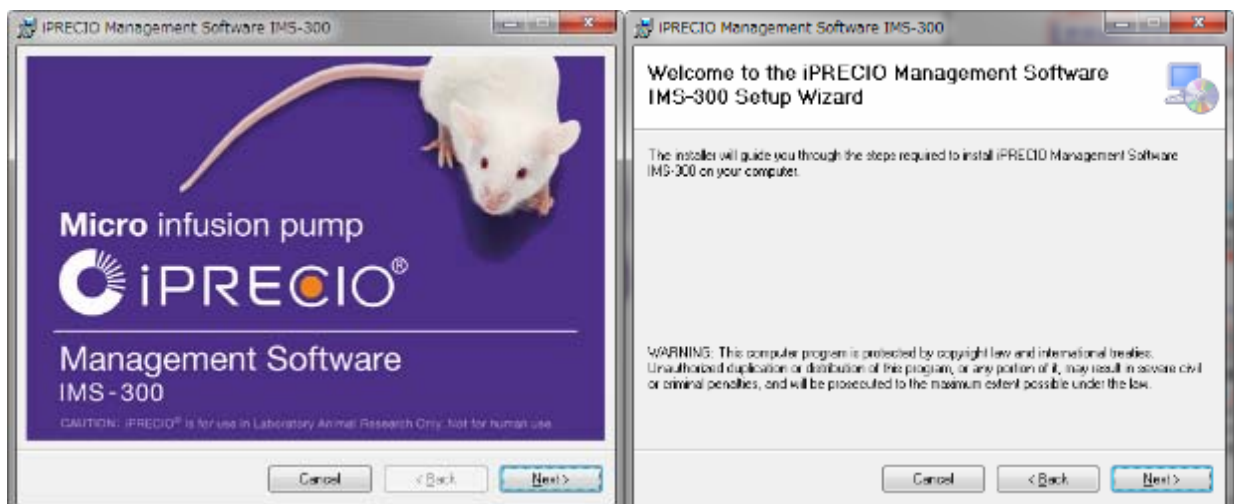 iPRECIO Management Software IMS-300
Micro infusion pump
iPRECIO®
Management Software
IMS-300
CAUTION: iPRECIO® is for use in Laboratory Animal Research Only. Not for human use.
Cancel
< Back
Next >
iPRECIO Management Software IMS-300
Welcome to the iPRECIO Management Software
IMS-300 Setup Wizard
The installer will guide you through the steps required to install iPRECIO Management Software
IMS-300 on your computer.
WARNING: This computer program is protected by copyright law and international treaties.
Unauthorized duplication or distribution of this program, or any portion of it, may result in severe civil
or criminal penalties, and will be prosecuted to the maximum extent possible under the law.
Cancel
< Back
Next >